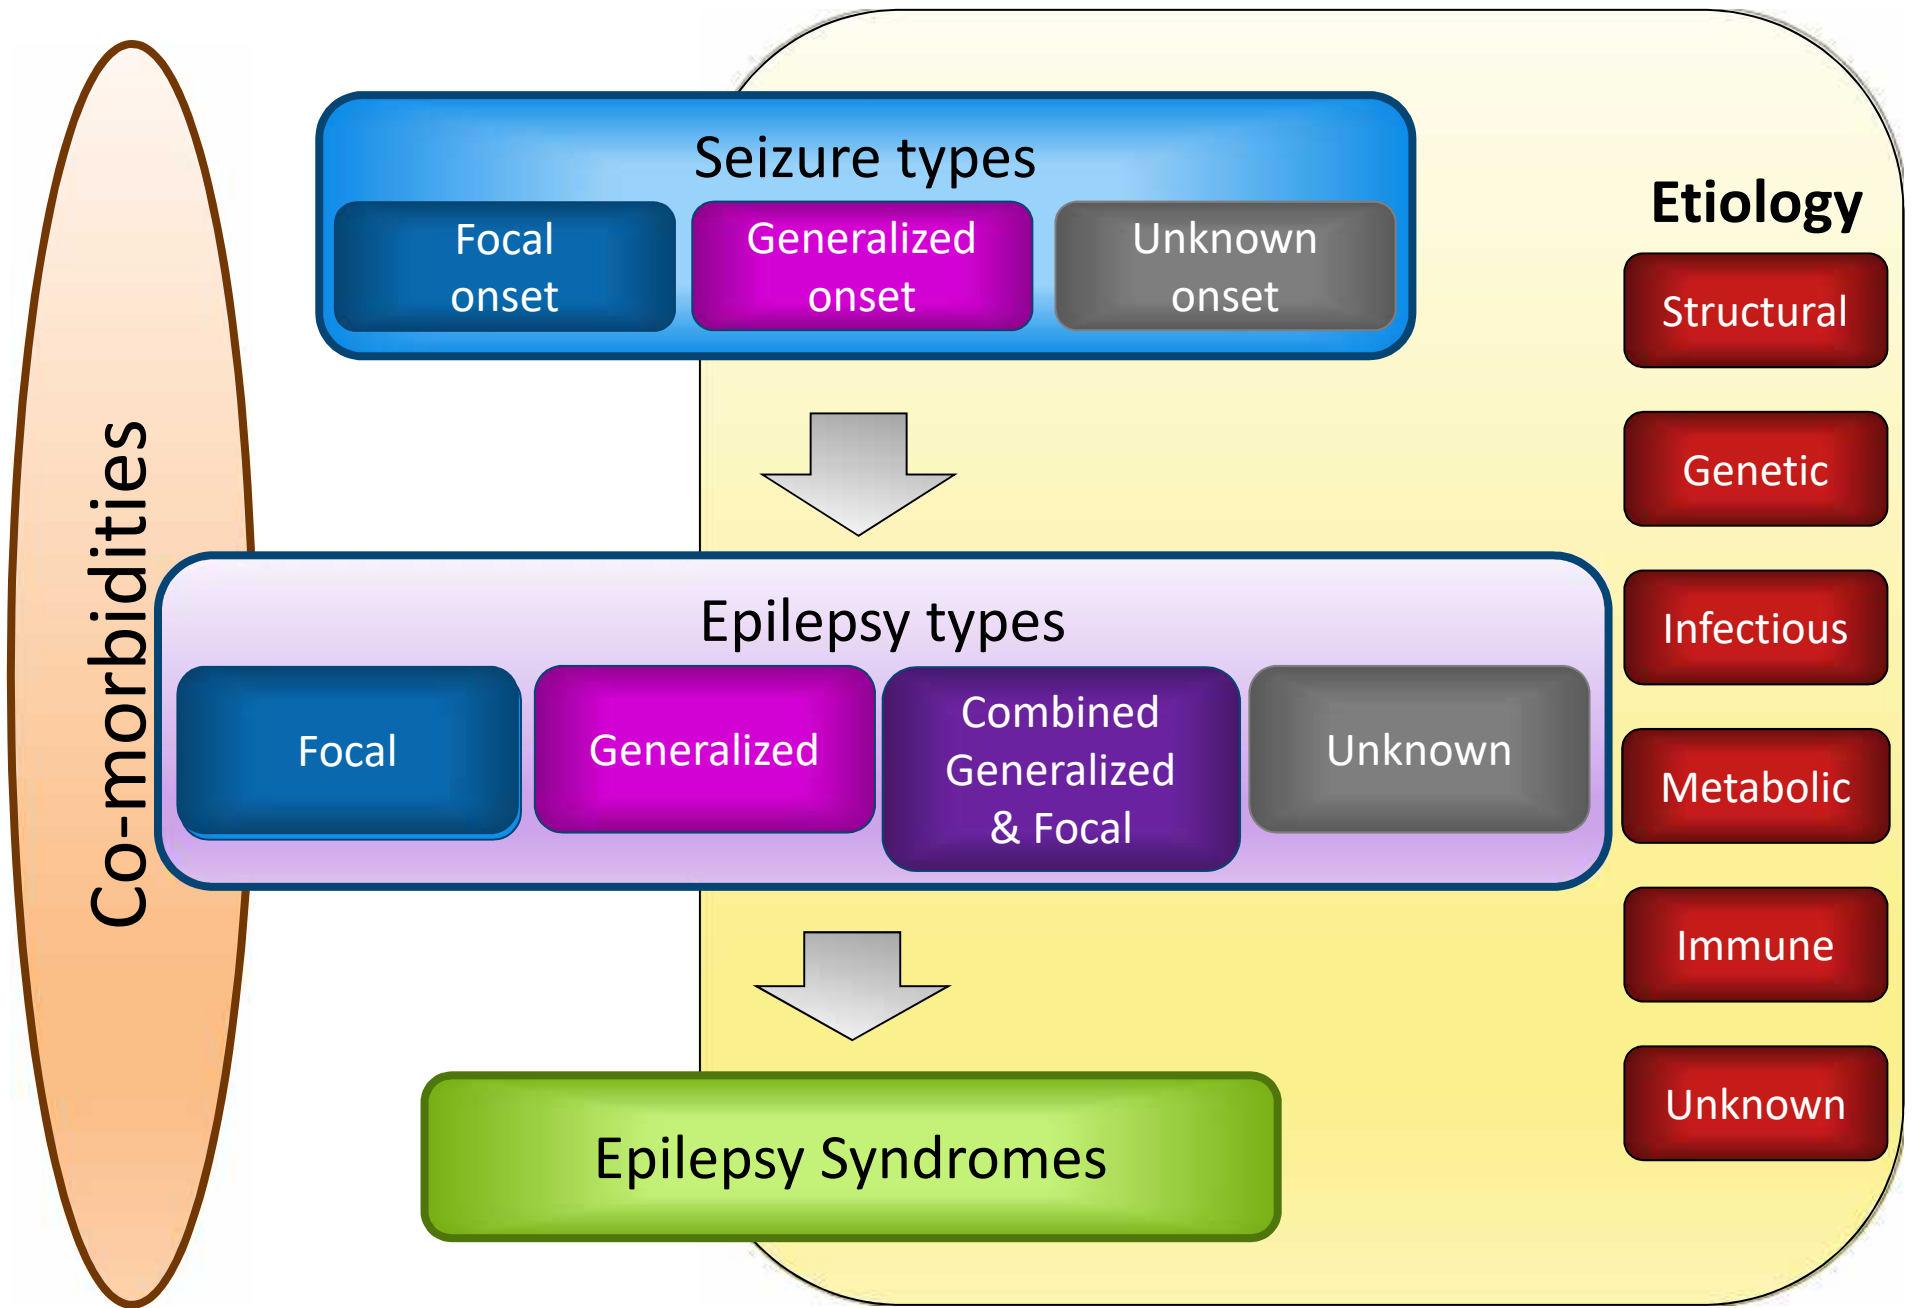 Co-morbidities
Seizure types
Focal
onset
Generalized
onset
Unknown
onset
Epilepsy types
Focal
Generalized
Combined
Generalized
& Focal
Unknown
Epilepsy Syndromes
Etiology
Structural
Genetic
Infectious
Metabolic
Immune
Unknown